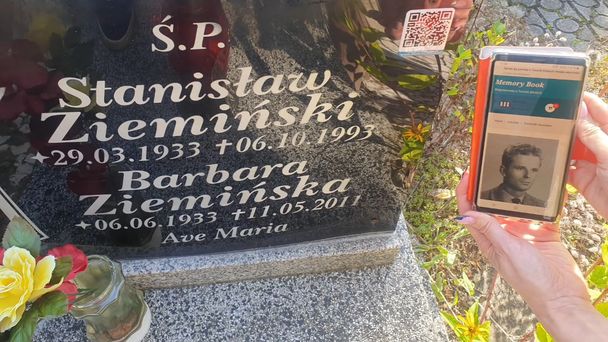 Ś.P.
Stanisław
Ziemiński
29.03.1933 +06.10.1993
Barbara
Ziemińska
06.06.1933 +11.05.2011
Ave Maria
Memory Book